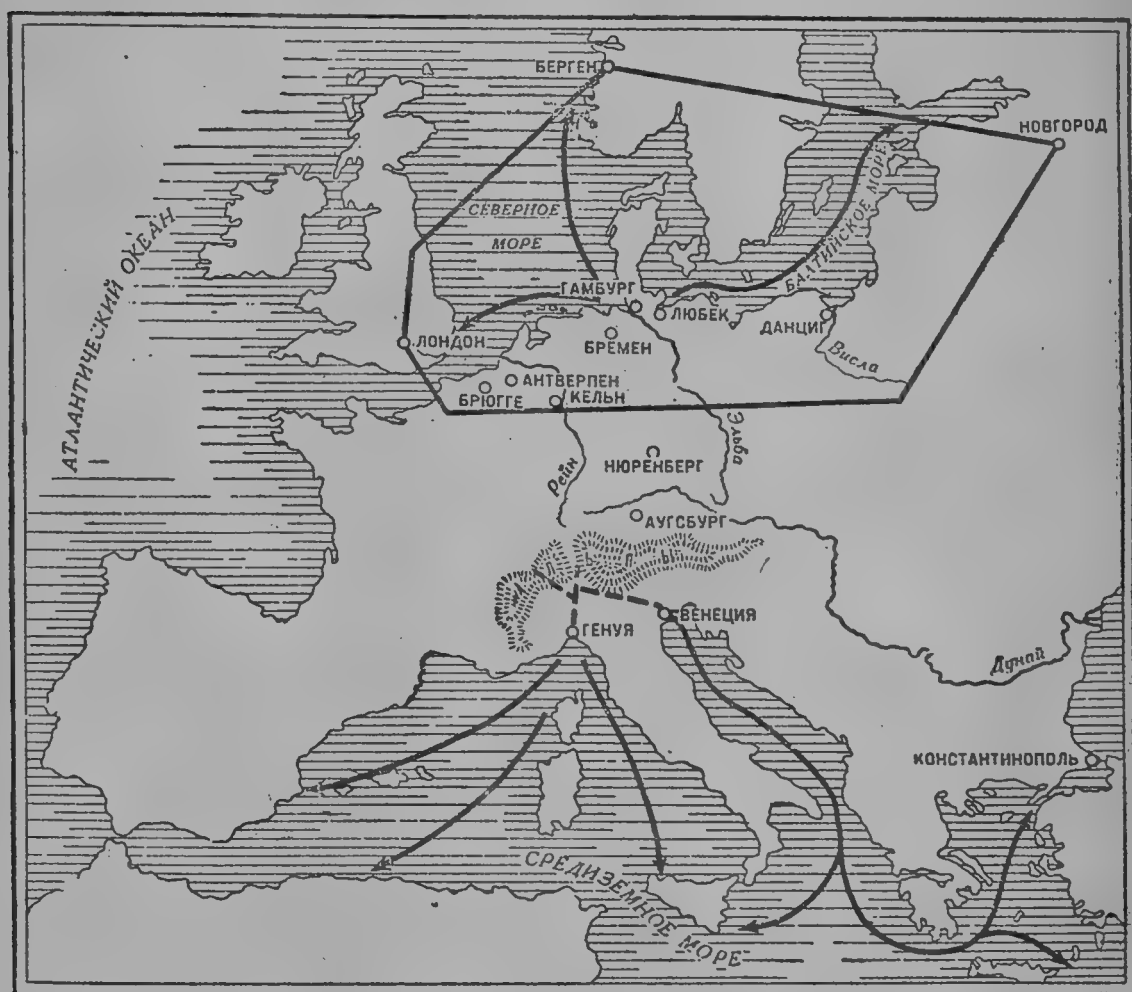 БЕРГЕН
НОВГОРОД
АТЛАНТИЧЕСКИЙ ОКЕАН
СЕВЕРНОЕ
МОРЕ
БАЛТИЙСКОЕ МОРЕ
ГАМБУРГ
ЛЮБЕК
ДАНЦИГ
ЛОНДОН
БРЕМЕН
Висла
АНТВЕРПЕН
БРЮГГЕ
КЕЛЬН
Эльба
Рейн
НЮРЕНБЕРГ
АУГСБУРГ
АЛЬПЫ
ВЕНЕЦИЯ
ГЕНУЯ
Дунай
КОНСТАНТИНОПОЛЬ
СРЕДИЗЕМНОЕ МОРЕ